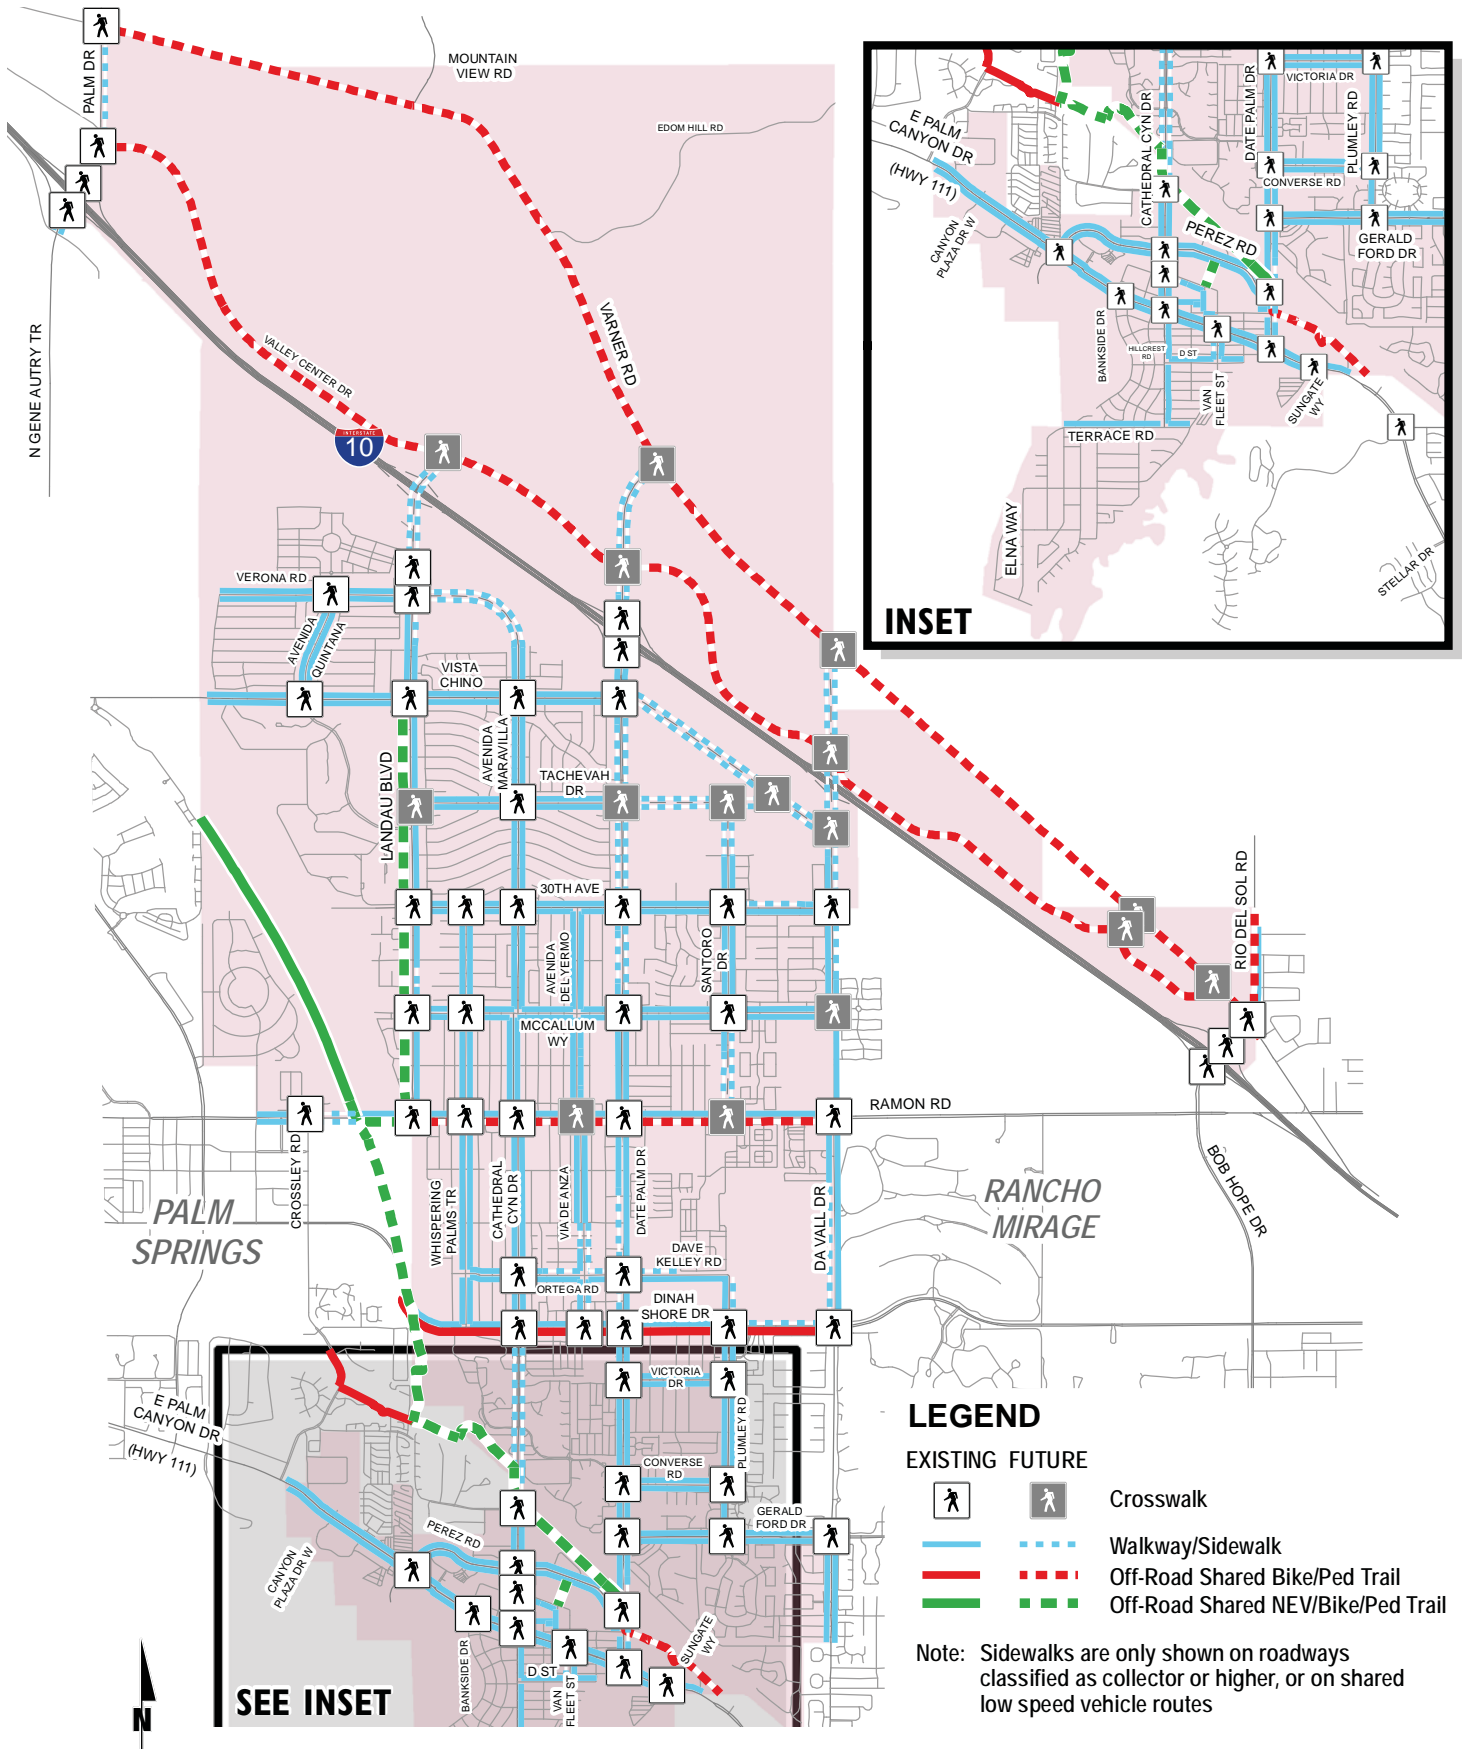 MOUNTAIN
VIEW RD
PALM DR
EDOM HILL RD
N GENE AUTRY TR
VALLEY CENTER DR
VARNER RD
INTERSTATE
10
VERONA RD
AVENIDA
QUINTANA
VISTA
CHINO
LANDAU BLVD
AVENIDA
MARAVILLA
TACHEVAH
DR
30TH AVE
AVENIDA
DEL YERMO
SANTORO
DR
MCCALLUM
WY
RIO DEL SOL RD
RAMON RD
CROSSLEY RD
PALM
SPRINGS
WHISPERING
PALMS TR
CATHEDRAL
CYN DR
VIA DE ANZA
DATE PALM DR
DA VALL DR
RANCHO
MIRAGE
BOB HOPE DR
DAVE
KELLEY RD
ORTEGA RD
DINAH
SHORE DR
VICTORIA
DR
PLUMLEY RD
E PALM
CANYON DR
(HWY 111)
CONVERSE
RD
GERALD
FORD DR
PEREZ RD
CANYON
PLAZA DR W
BANKSIDE DR
D ST
VAN
FLEET ST
SUNGATE
WY
SEE INSET
N
E PALM
CANYON DR
(HWY 111)
CANYON
PLAZA DR W
CATHEDRAL CYN DR
DATE PALM DR
VICTORIA DR
PLUMLEY RD
CONVERSE RD
PEREZ RD
GERALD
FORD DR
BANKSIDE DR
HILLCREST
RD
D ST
VAN
FLEET ST
SUNGATE
WY
TERRACE RD
ELNA WAY
STELLAR DR
INSET
LEGEND
EXISTING FUTURE
Crosswalk
Walkway/Sidewalk
Off-Road Shared Bike/Ped Trail
Off-Road Shared NEV/Bike/Ped Trail
Note: Sidewalks are only shown on roadways
classified as collector or higher, or on shared
low speed vehicle routes